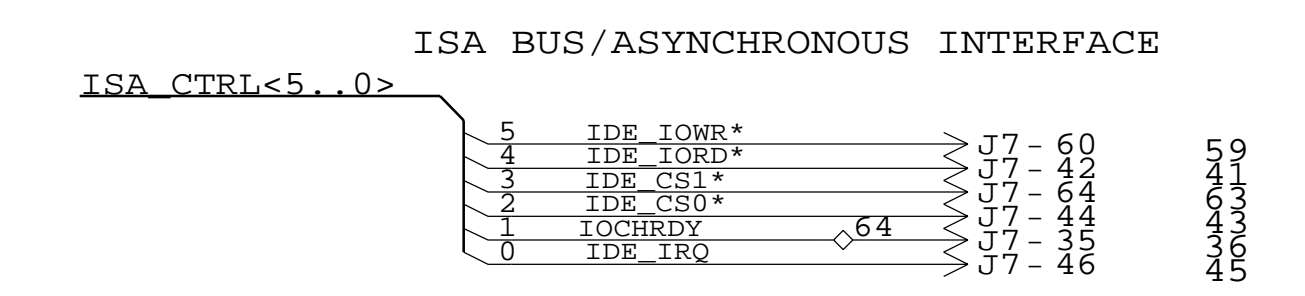 ISA BUS/ASYNCHRONOUS INTERFACE
ISA_CTRL<5..0>
5 IDE_IOWR* J7-60 59
4 IDE_IORD* J7-42 41
3 IDE_CS1* J7-64 63
2 IDE_CS0* J7-44 43
1 IOCHRDY 64 J7-35 36
0 IDE_IRQ J7-46 45